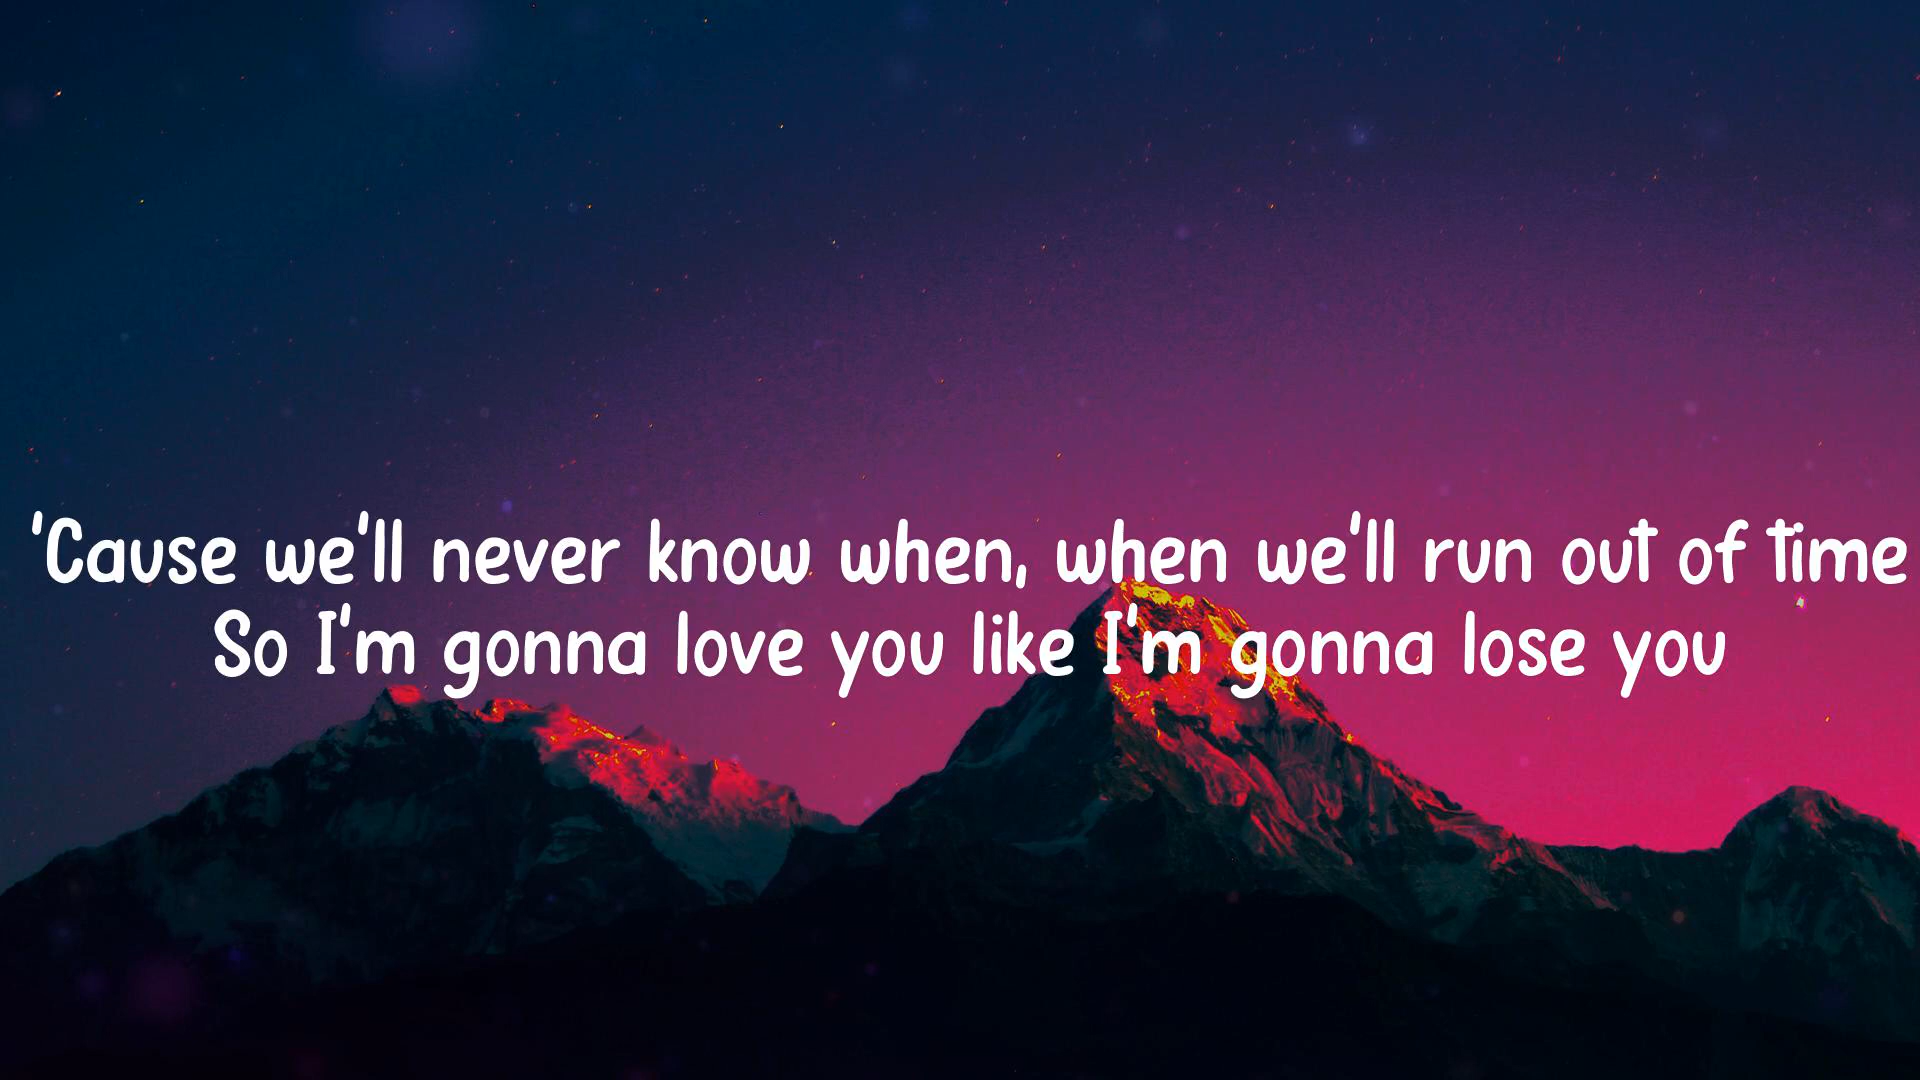 'Cause we'll never know when, when we'll run out of time
So I'm gonna love you like I'm gonna lose you